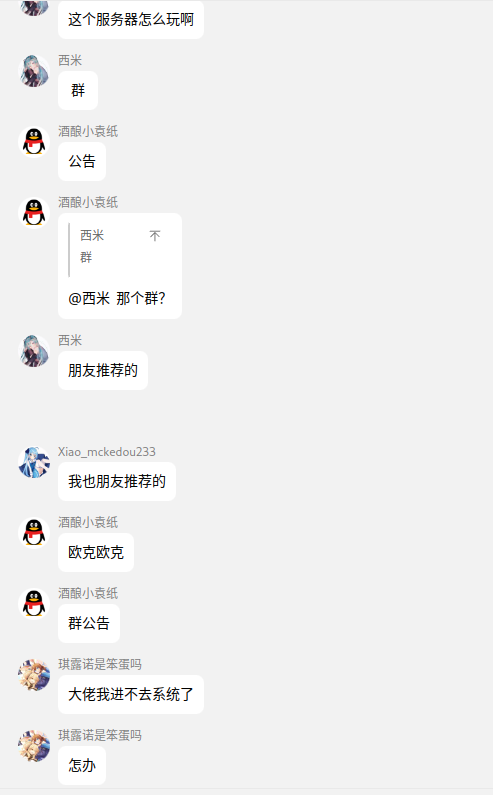 这个服务器怎么玩啊
西米
群
酒酿小袁纸
公告
酒酿小袁纸
西米 不
群
@西米 那个群？
西米
朋友推荐的
Xiao_mckedou233
我也朋友推荐的
酒酿小袁纸
欧克欧克
酒酿小袁纸
群公告
琪露诺是笨蛋吗
大佬我进不去系统了
琪露诺是笨蛋吗
怎办